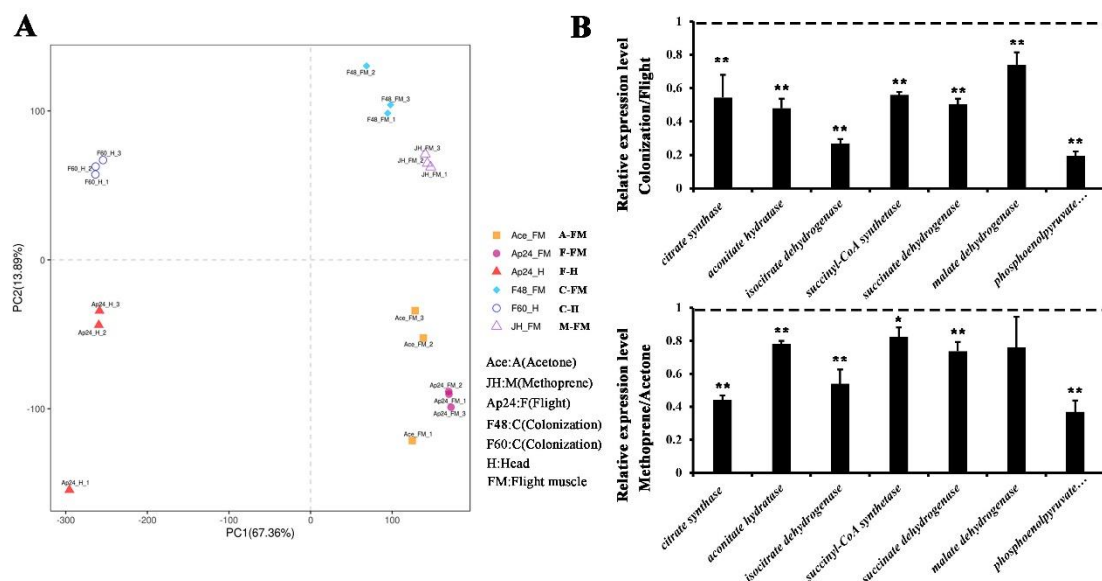 A
PC2(13.89%)
100
0
-100
F48_FM_2
F48_FM_3
F48_FM_1
JH_FM_3
JH_FM_2
JH_FM_1
F60_H_3
F60_H_2
F60_H_1
Ap24_H_3
Ap24_H_2
Ap24_H_1
Ace_FM_3
Ace_FM_2
Ap24_FM_2
Ap24_FM_1
Ap24_FM_3
Ace_FM_1
-300 -200 -100 0 100
PC1(67.36%)
Ace_FM A-FM
Ap24_FM F-FM
Ap24_H F-H
F48_FM C-FM
F60_H C-H
JH_FM M-FM
Ace:A(Acetone)
JH:M(Methoprene)
Ap24:F(Flight)
F48:C(Colonization)
F60:C(Colonization)
H:Head
FM:Flight muscle
B
Relative expression level
Colonization/Flight
1
0.8
0.6
0.4
0.2
0
** ** ** ** ** ** **
citrate synthase
aconitate hydratase
isocitrate dehydrogenase
succinyl-CoA synthetase
succinate dehydrogenase
malate dehydrogenase
phosphoenolpyruvate...
Relative expression level
Methoprene/Acetone
1
0.8
0.6
0.4
0.2
0
** ** ** * ** **
citrate synthase
aconitate hydratase
isocitrate dehydrogenase
succinyl-CoA synthetase
succinate dehydrogenase
malate dehydrogenase
phosphoenolpyruvate...